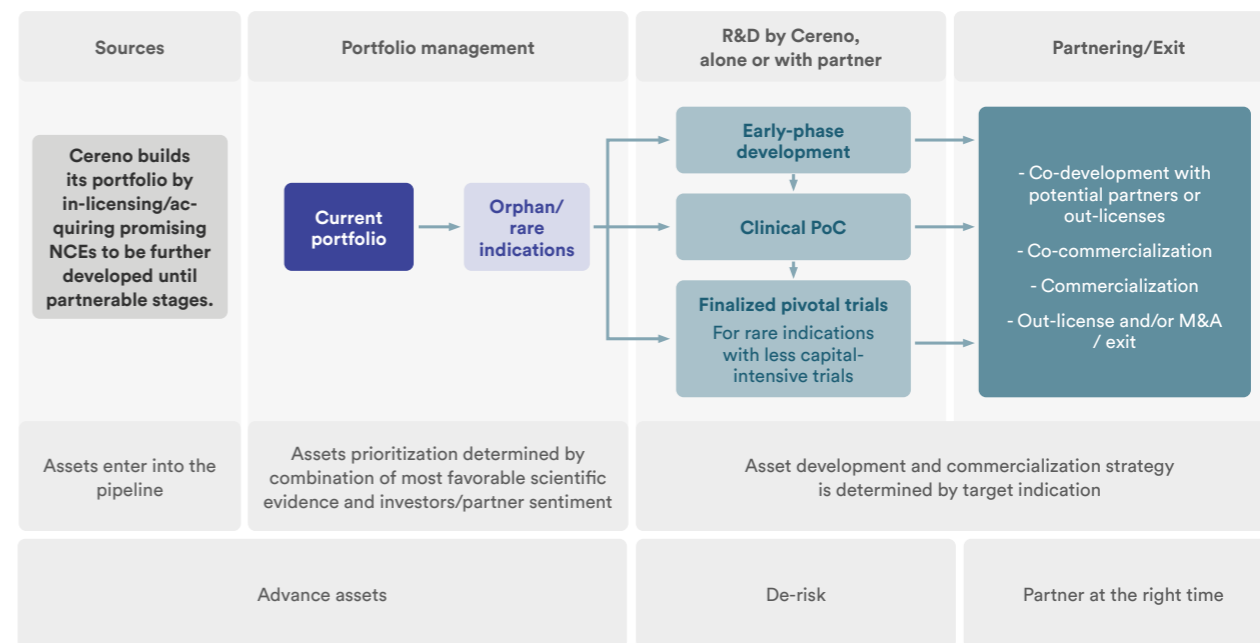 Sources
Portfolio management
R&D by Cereno,
alone or with partner
Partnering/Exit
Cereno builds
its portfolio by
in-licensing/ac-
quiring promising
NCEs to be further
developed until
partnerable stages.
Current
portfolio
Orphan/
rare
indications
Early-phase
development
Clinical PoC
Finalized pivotal trials
For rare indications
with less capital-
intensive trials
- Co-development with
potential partners or
out-licenses
- Co-commercialization
- Commercialization
- Out-license and/or M&A
/ exit
Assets enter into the
pipeline
Assets prioritization determined by
combination of most favorable scientific
evidence and investors/partner sentiment
Asset development and commercialization strategy
is determined by target indication
Advance assets
De-risk
Partner at the right time